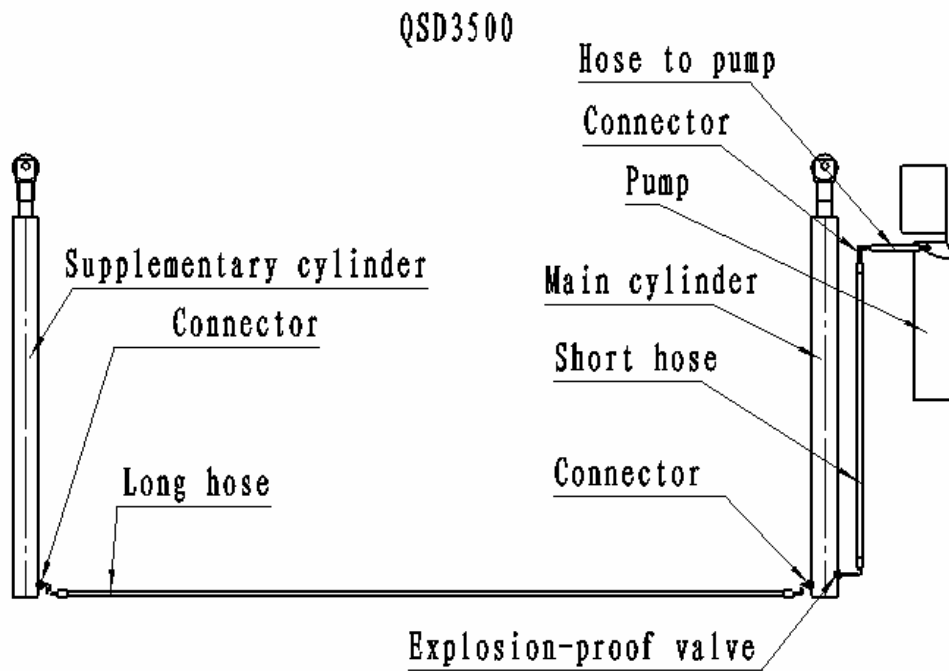 QSD3500
Hose to pump
Connector
Pump
Supplementary cylinder
Main cylinder
Connector
Short hose
Long hose
Connector
Explosion-proof valve